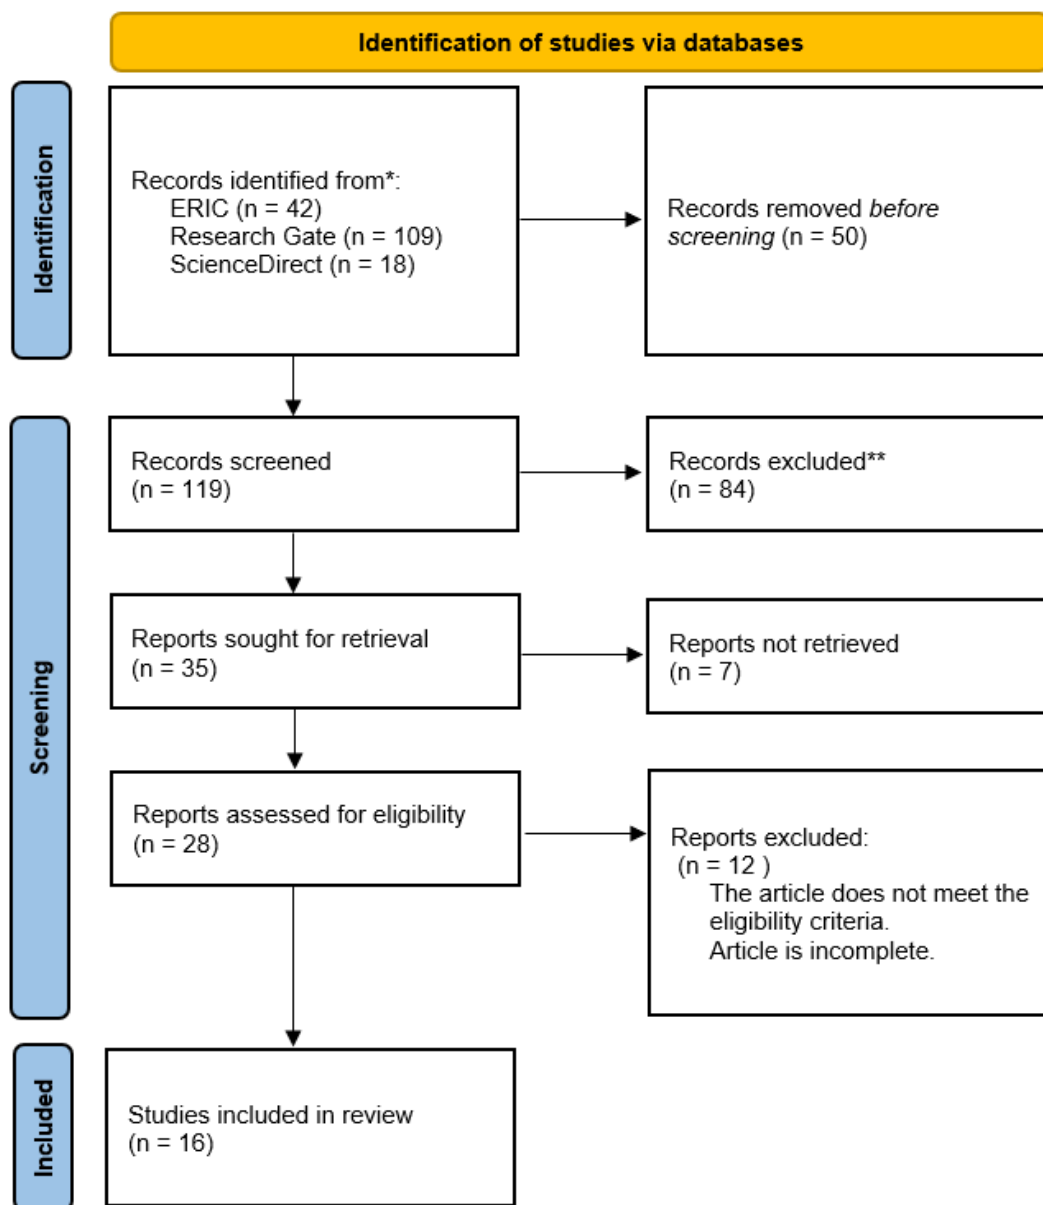 Identification of studies via databases
Identification
Records identified from*:
ERIC (n = 42)
Research Gate (n = 109)
ScienceDirect (n = 18)
Records removed before
screening (n = 50)
Screening
Records screened
(n = 119)
Records excluded**
(n = 84)
Reports sought for retrieval
(n = 35)
Reports not retrieved
(n = 7)
Reports assessed for eligibility
(n = 28)
Reports excluded:
(n = 12 )
The article does not meet the
eligibility criteria.
Article is incomplete.
Included
Studies included in review
(n = 16)